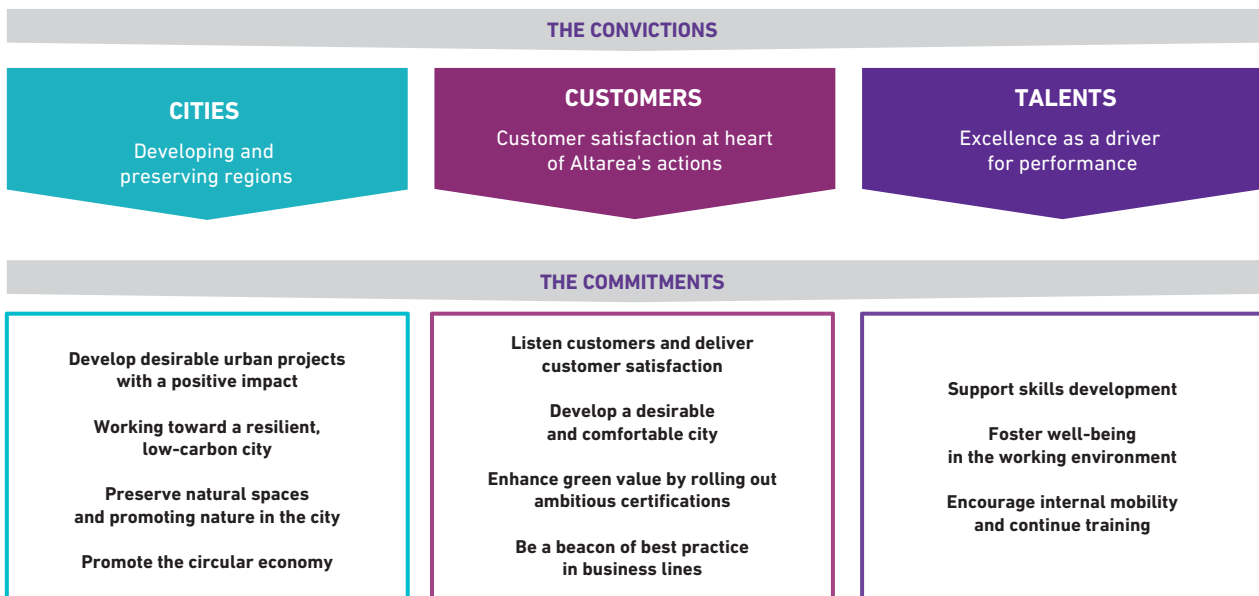 THE CONVICTIONS
CITIES
Developing and
preserving regions
CUSTOMERS
Customer satisfaction at heart
of Altarea's actions
TALENTS
Excellence as a driver
for performance
THE COMMITMENTS
Develop desirable urban projects
with a positive impact
Working toward a resilient,
low-carbon city
Preserve natural spaces
and promoting nature in the city
Promote the circular economy
Listen customers and deliver
customer satisfaction
Develop a desirable
and comfortable city
Enhance green value by rolling out
ambitious certifications
Be a beacon of best practice
in business lines
Support skills development
Foster well-being
in the working environment
Encourage internal mobility
and continue training